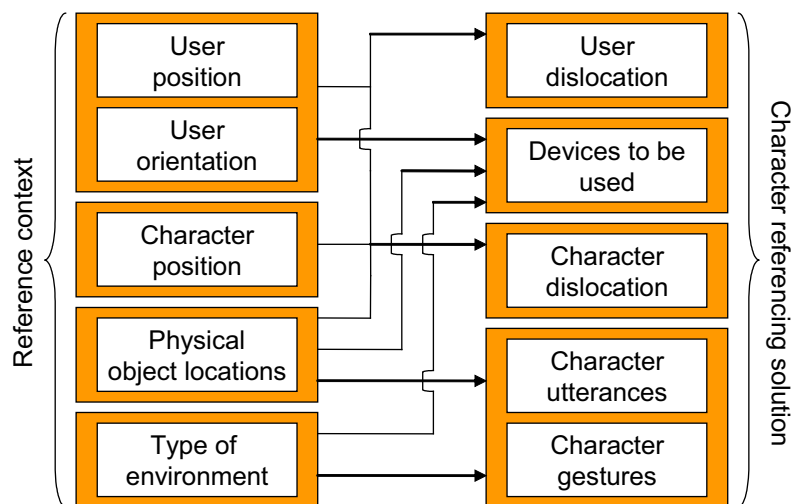 Reference context
User
position
User
orientation
Character
position
Physical
object locations
Type of
environment
User
dislocation
Devices to be
used
Character
dislocation
Character
utterances
Character
gestures
Character referencing solution